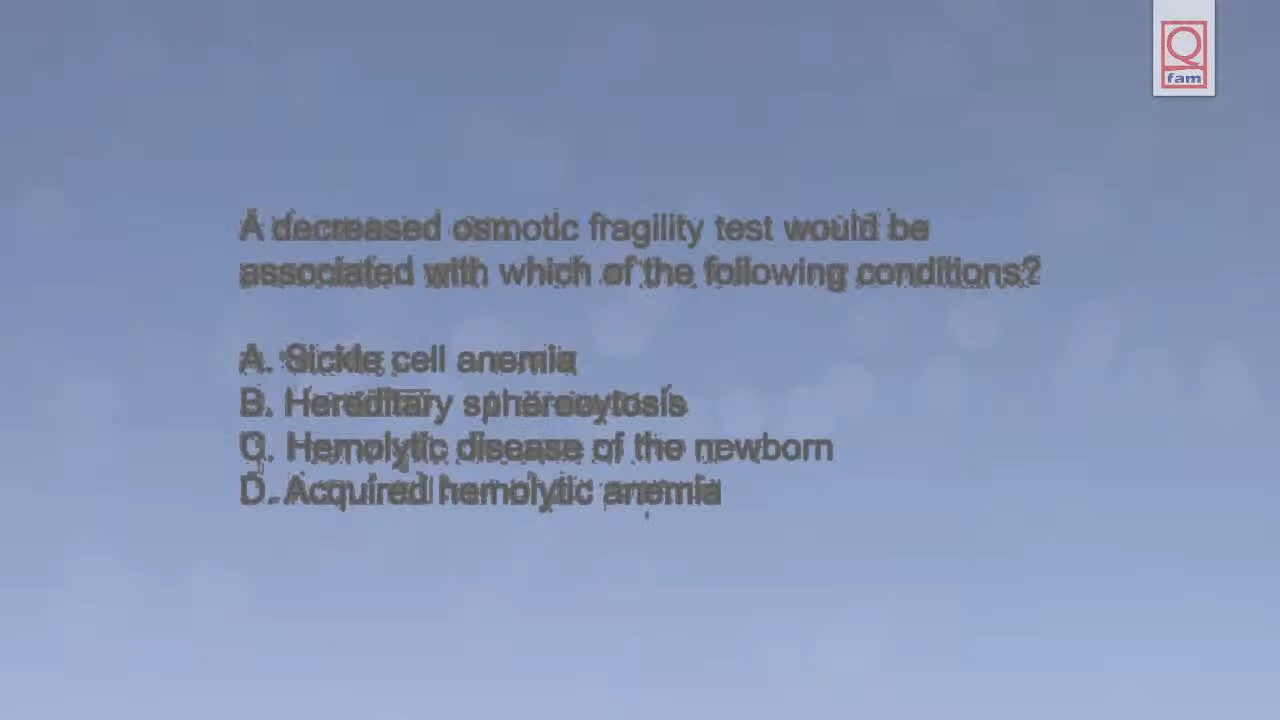 Q
fam
A decreased osmotic fragility test would be
associated with which of the following conditions?
A. Sickle cell anemia
B. Hereditary spherocytosis
C. Hemolytic disease of the newborn
D. Acquired hemolytic anemia